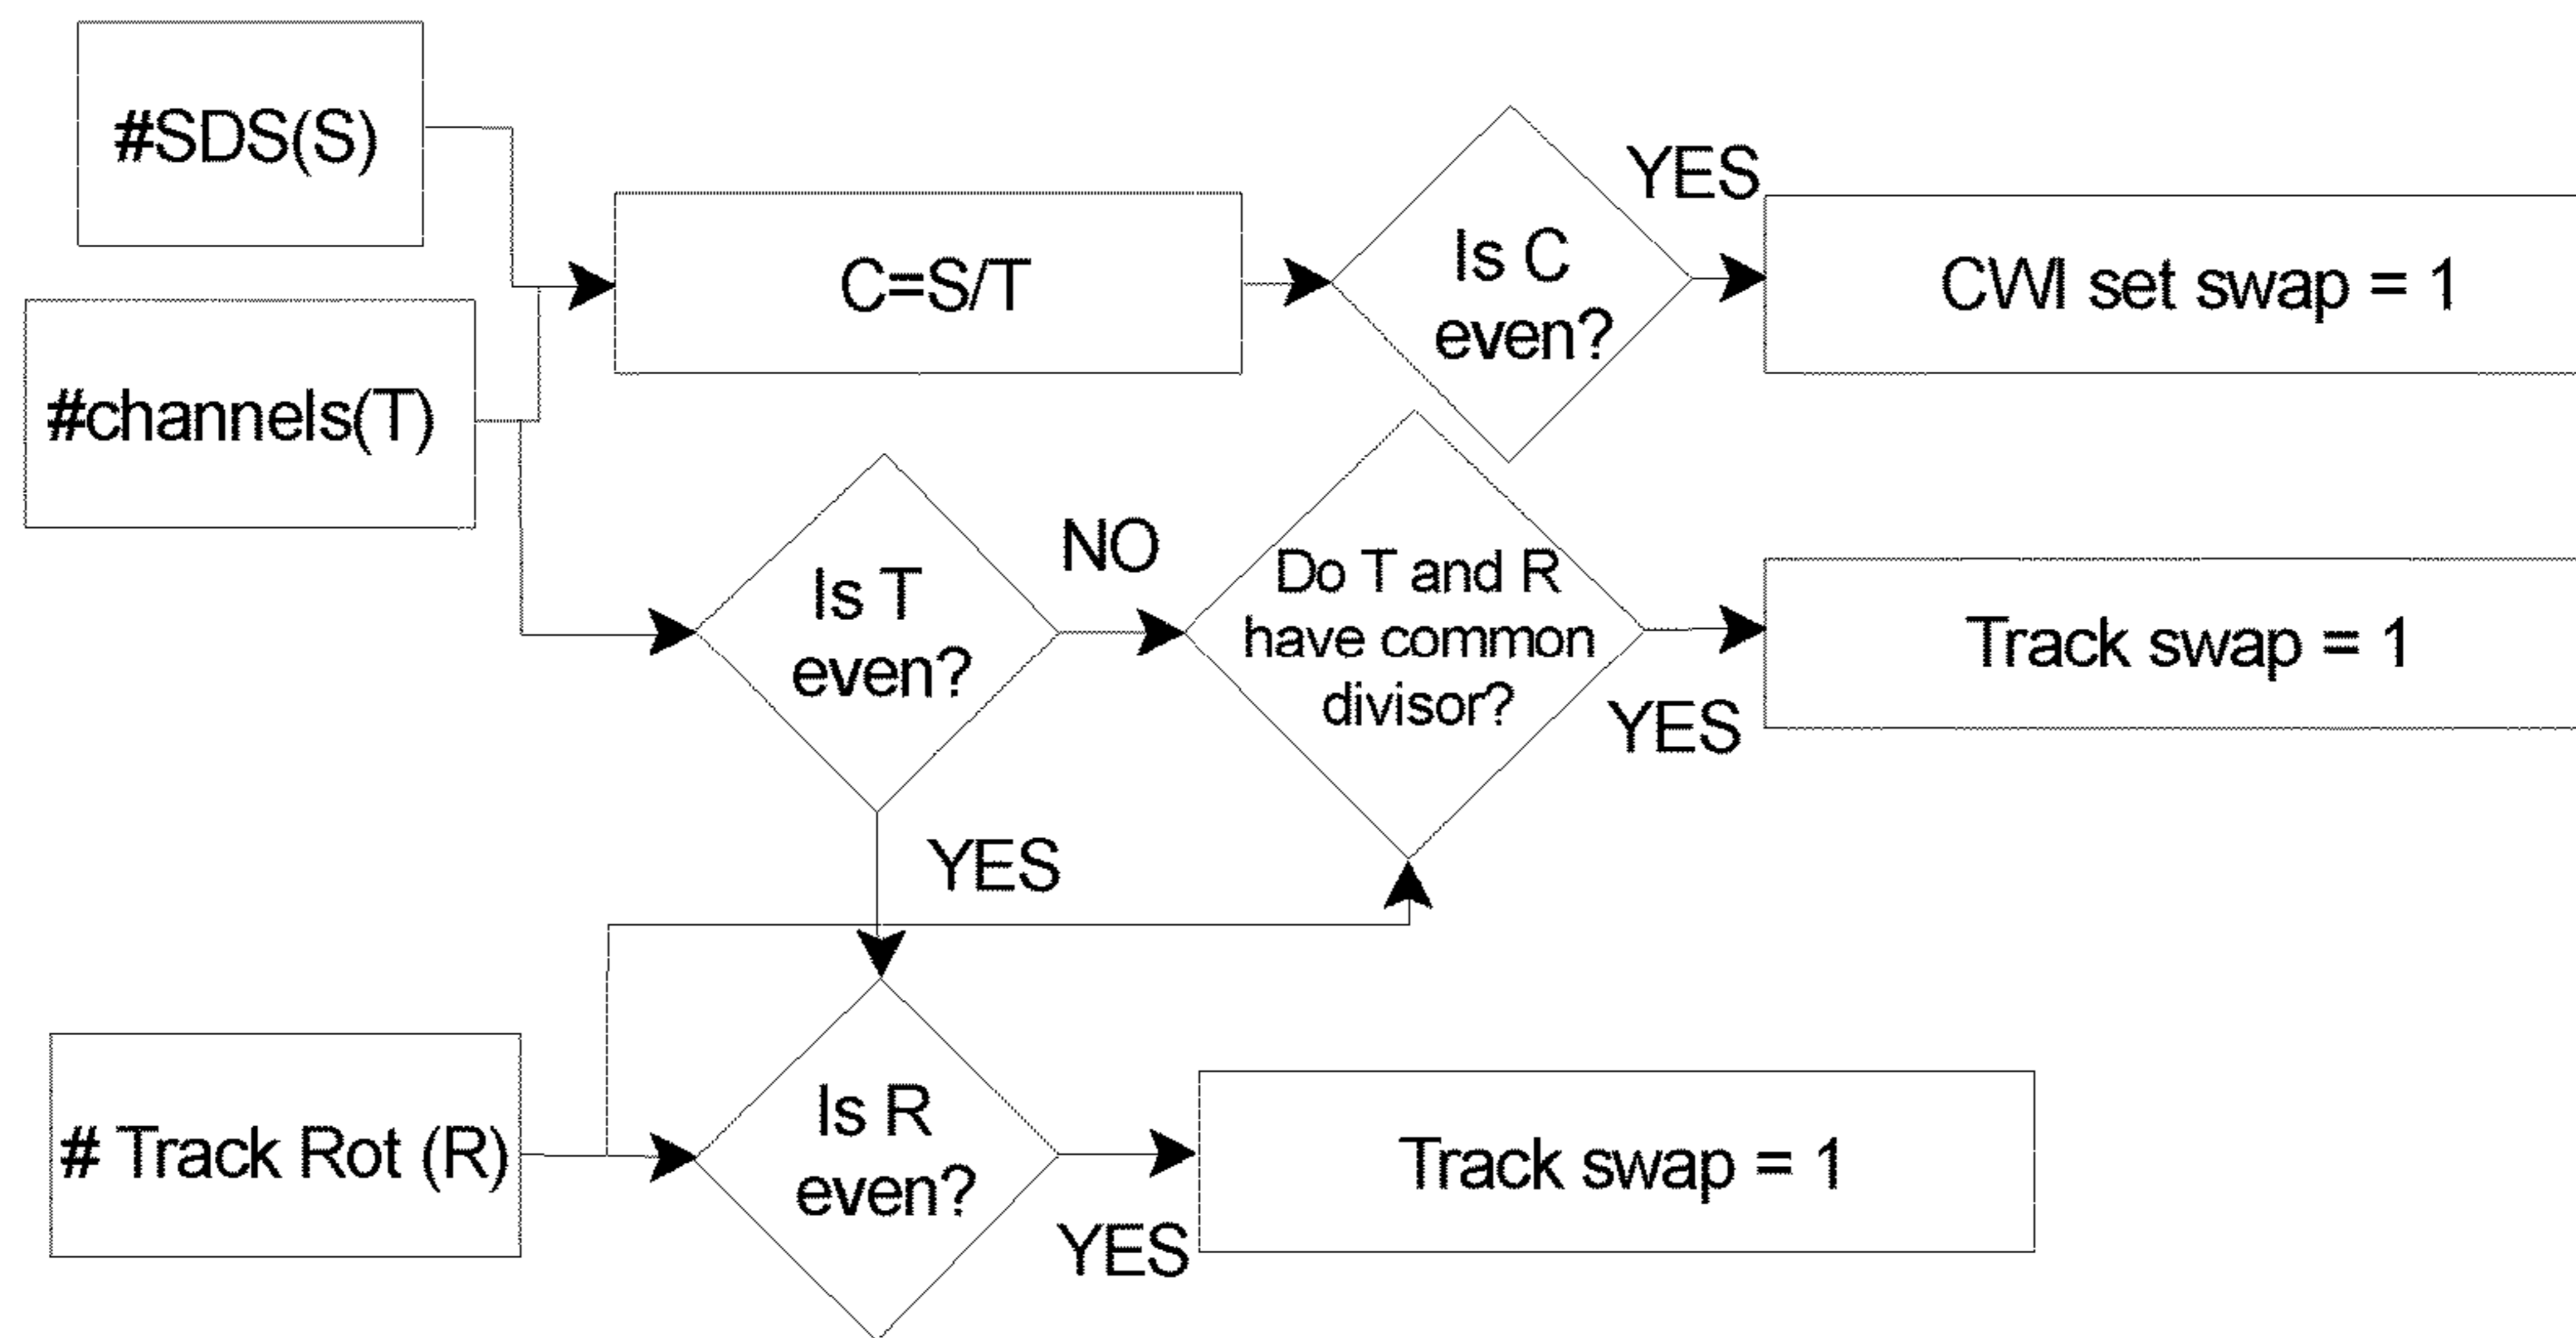 #SDS(S)
C=S/T
Is C
even?
YES
CWI set swap = 1
#channels(T)
Is T
even?
NO
Do T and R
have common
divisor?
YES
Track swap = 1
YES
# Track Rot (R)
Is R
even?
YES
Track swap = 1